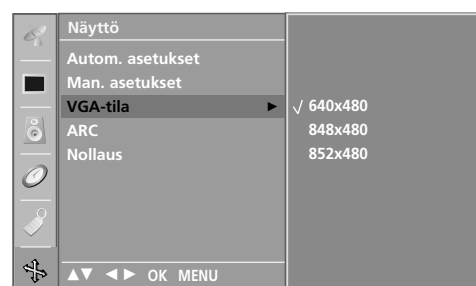 Näyttö
Autom. asetukset
Man. asetukset
VGA-tila ►
ARC
Nollaus
√ 640x480
848x480
852x480
▲▼ ◄► OK MENU